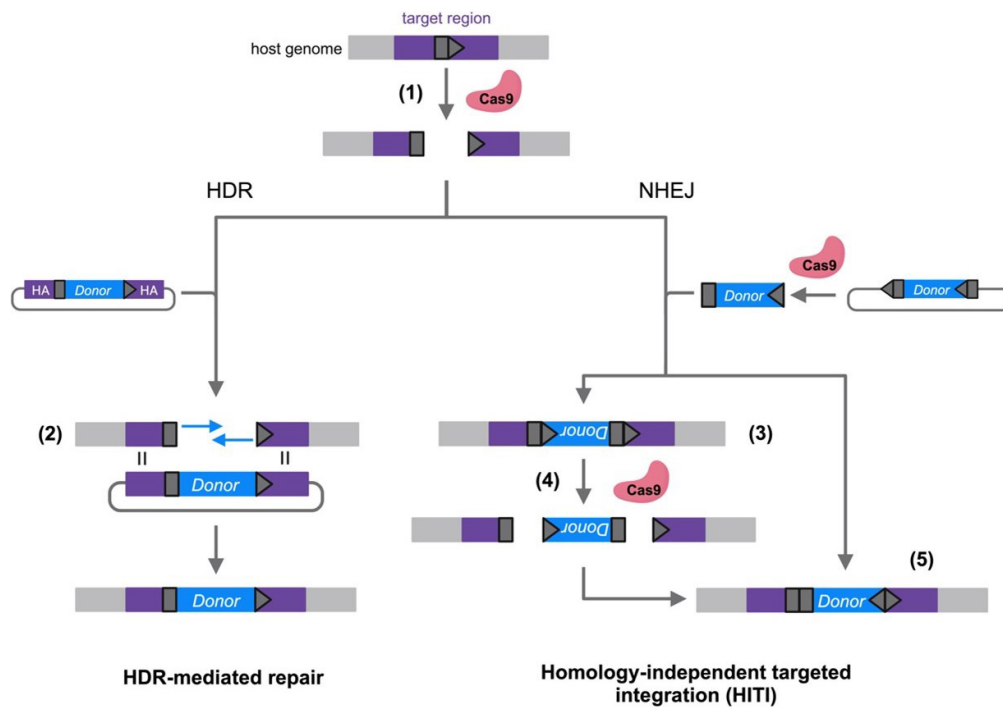 target region
host genome
(1)
Cas9
HDR
NHEJ
HA Donor HA
Cas9
Donor
Donor
(2)
Donor
(3)
Donor
(4)
Cas9
Donor
(5)
Donor
Donor
HDR-mediated repair
Homology-independent targeted
integration (HITI)